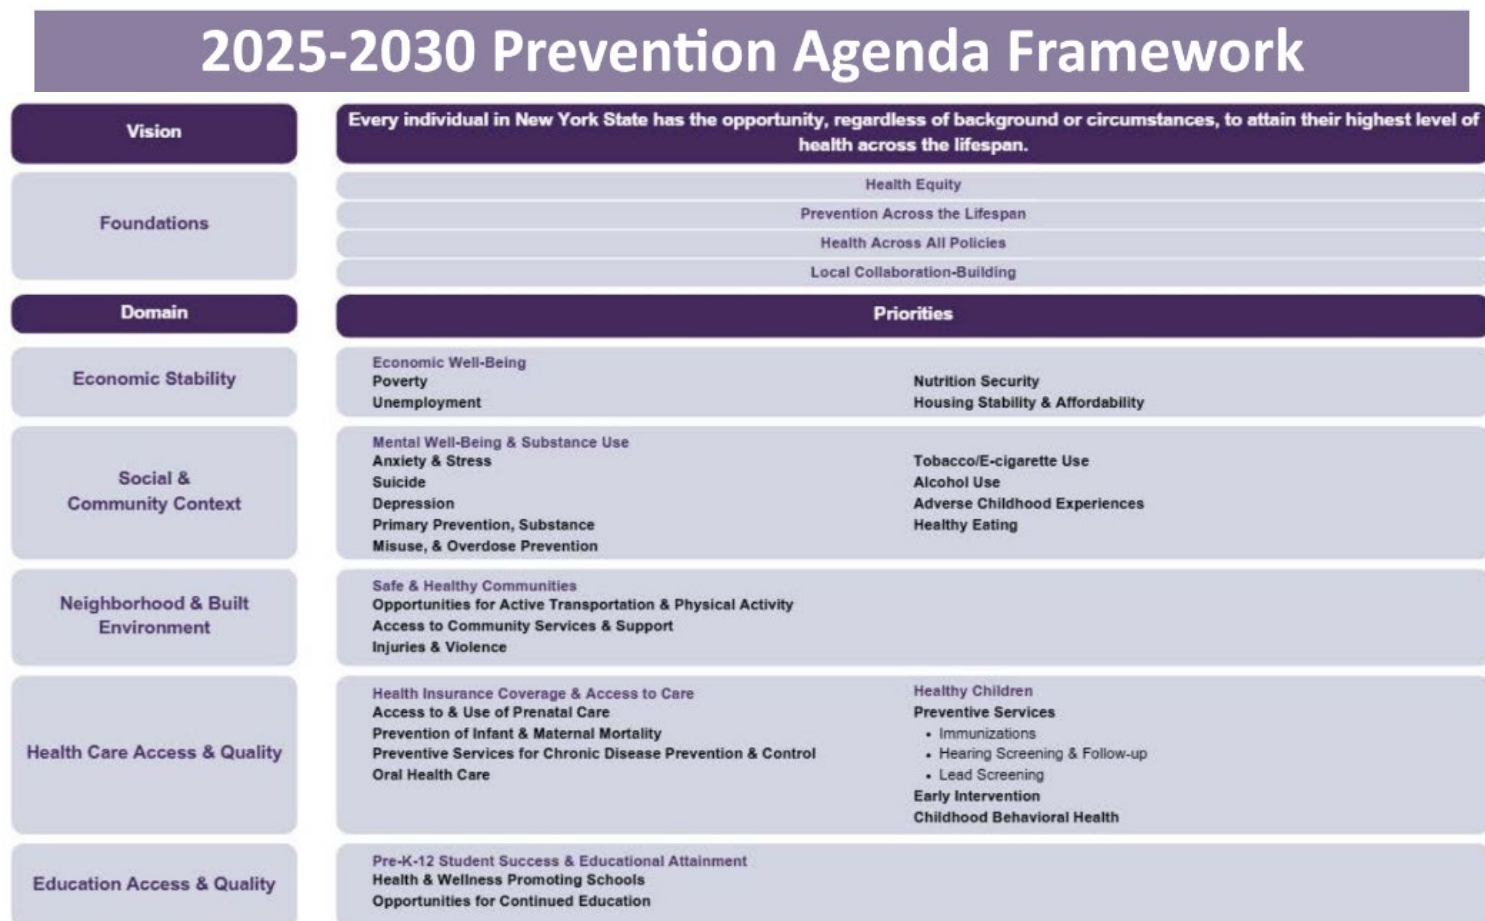 2025-2030 Prevention Agenda Framework
Vision
Every individual in New York State has the opportunity, regardless of background or circumstances, to attain their highest level of
health across the lifespan.
Foundations
Health Equity
Prevention Across the Lifespan
Health Across All Policies
Local Collaboration-Building
Domain
Priorities
Economic Stability
Economic Well-Being
Poverty
Unemployment
Nutrition Security
Housing Stability & Affordability
Social &
Community Context
Mental Well-Being & Substance Use
Anxiety & Stress
Suicide
Depression
Primary Prevention, Substance
Misuse, & Overdose Prevention
Tobacco/E-cigarette Use
Alcohol Use
Adverse Childhood Experiences
Healthy Eating
Neighborhood & Built
Environment
Safe & Healthy Communities
Opportunities for Active Transportation & Physical Activity
Access to Community Services & Support
Injuries & Violence
Health Care Access & Quality
Health Insurance Coverage & Access to Care
Access to & Use of Prenatal Care
Prevention of Infant & Maternal Mortality
Preventive Services for Chronic Disease Prevention & Control
Oral Health Care
Healthy Children
Preventive Services
• Immunizations
• Hearing Screening & Follow-up
• Lead Screening
Early Intervention
Childhood Behavioral Health
Education Access & Quality
Pre-K-12 Student Success & Educational Attainment
Health & Wellness Promoting Schools
Opportunities for Continued Education